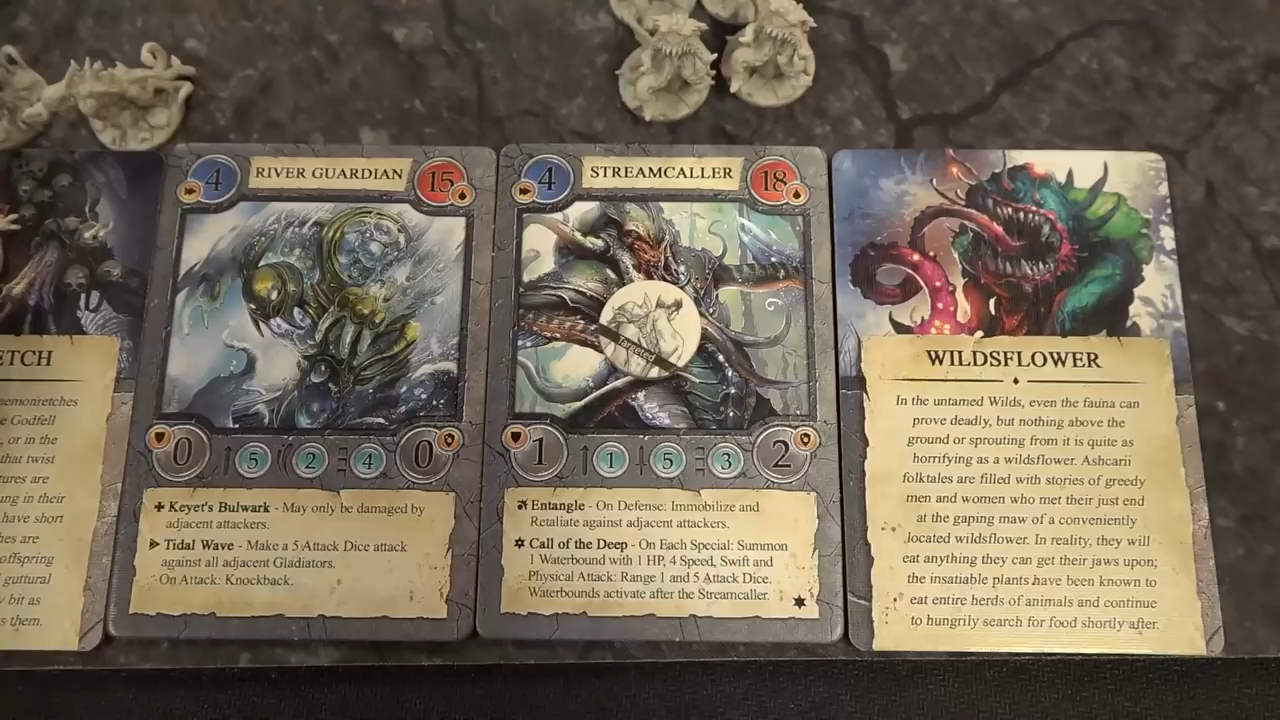 ETCH
aemonretches
e Godfell
, or in the
that twist
tures are
ung in their
have short
hes are
offspring
guttural
y bit as
s them.
4
RIVER GUARDIAN
15
0
5
2
4
0
Keyet's Bulwark - May only be damaged by
adjacent attackers.
Tidal Wave - Make a 5 Attack Dice attack
against all adjacent Gladiators.
On Attack: Knockback.
4
STREAMCALLER
18
Targeted
1
1
5
3
2
Entangle - On Defense: Immobilize and
Retaliate against adjacent attackers.
Call of the Deep - On Each Special: Summon
1 Waterbound with 1 HP, 4 Speed, Swift and
Physical Attack: Range 1 and 5 Attack Dice.
Waterbounds activate after the Streamcaller.
WILDSFLOWER
In the untamed Wilds, even the fauna can
prove deadly, but nothing above the
ground or sprouting from it is quite as
horrifying as a wildsflower. Ashcarii
folktales are filled with stories of greedy
men and women who met their just end
at the gaping maw of a conveniently
located wildsflower. In reality, they will
eat anything they can get their jaws upon;
the insatiable plants have been known to
eat entire herds of animals and continue
to hungrily search for food shortly after.